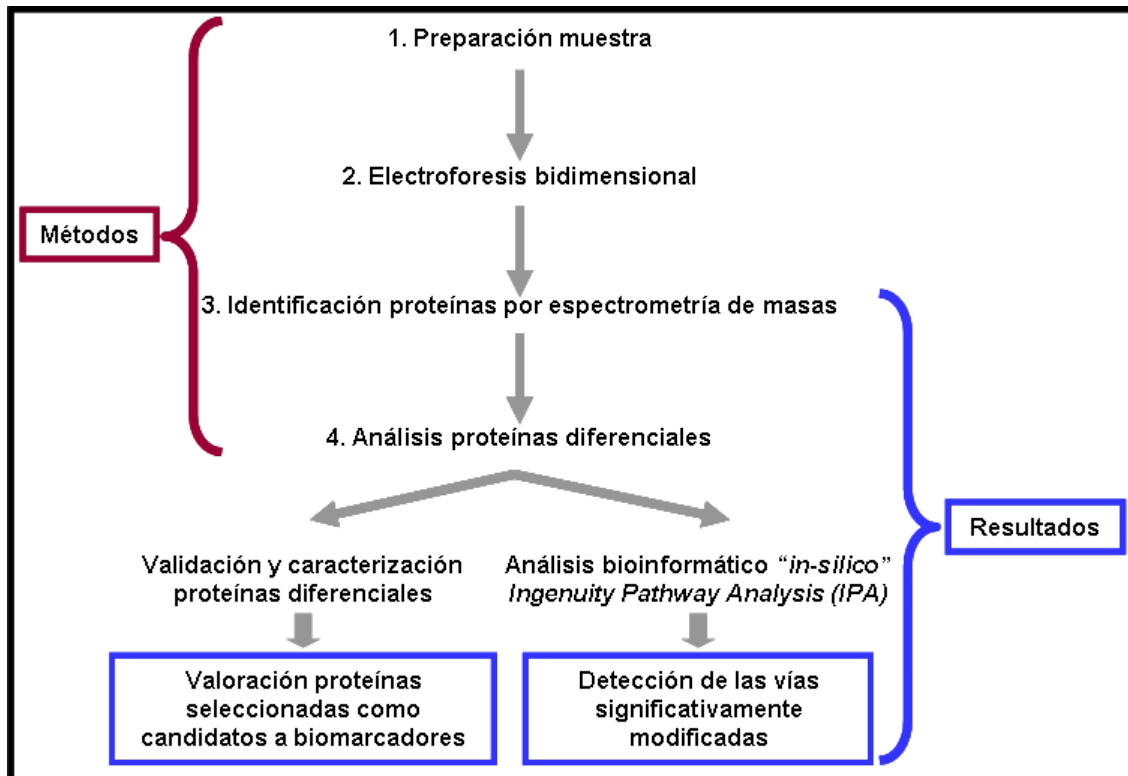 1. Preparación muestra
2. Electroforesis bidimensional
Métodos
3. Identificación proteínas por espectrometría de masas
4. Análisis proteínas diferenciales
Resultados
Validación y caracterización
proteínas diferenciales
Análisis bioinformático “in-silico”
Ingenuity Pathway Analysis (IPA)
Valoración proteínas
seleccionadas como
candidatos a biomarcadores
Detección de las vías
significativamente
modificadas